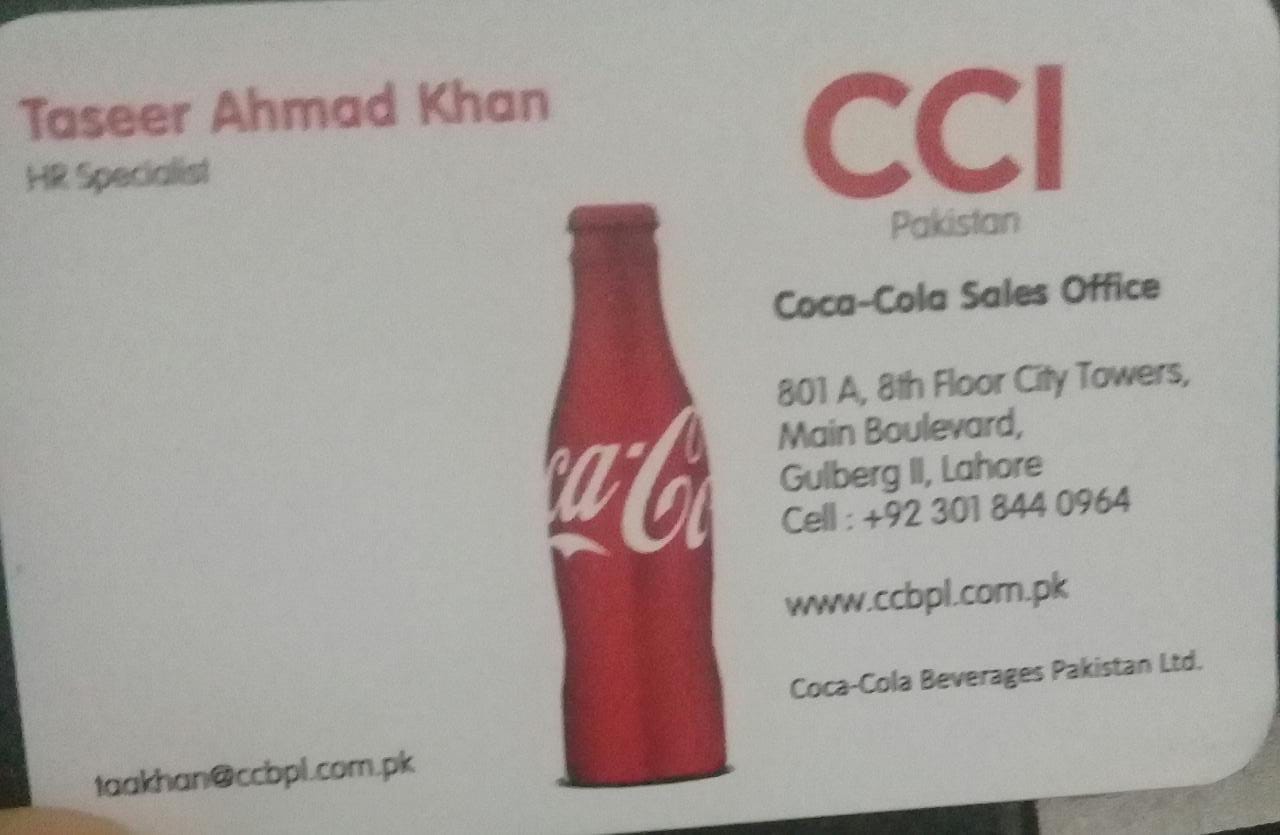 Taseer Ahmad Khan
HR Specialist
CCI
Pakistan
Coca-Cola Sales Office
801 A, 8th Floor City Towers,
Main Boulevard,
Gulberg II, Lahore
Cell : +92 301 844 0964
www.ccbpl.com.pk
Coca-Cola Beverages Pakistan Ltd.
ca-Co
taakhan@ccbpl.com.pk